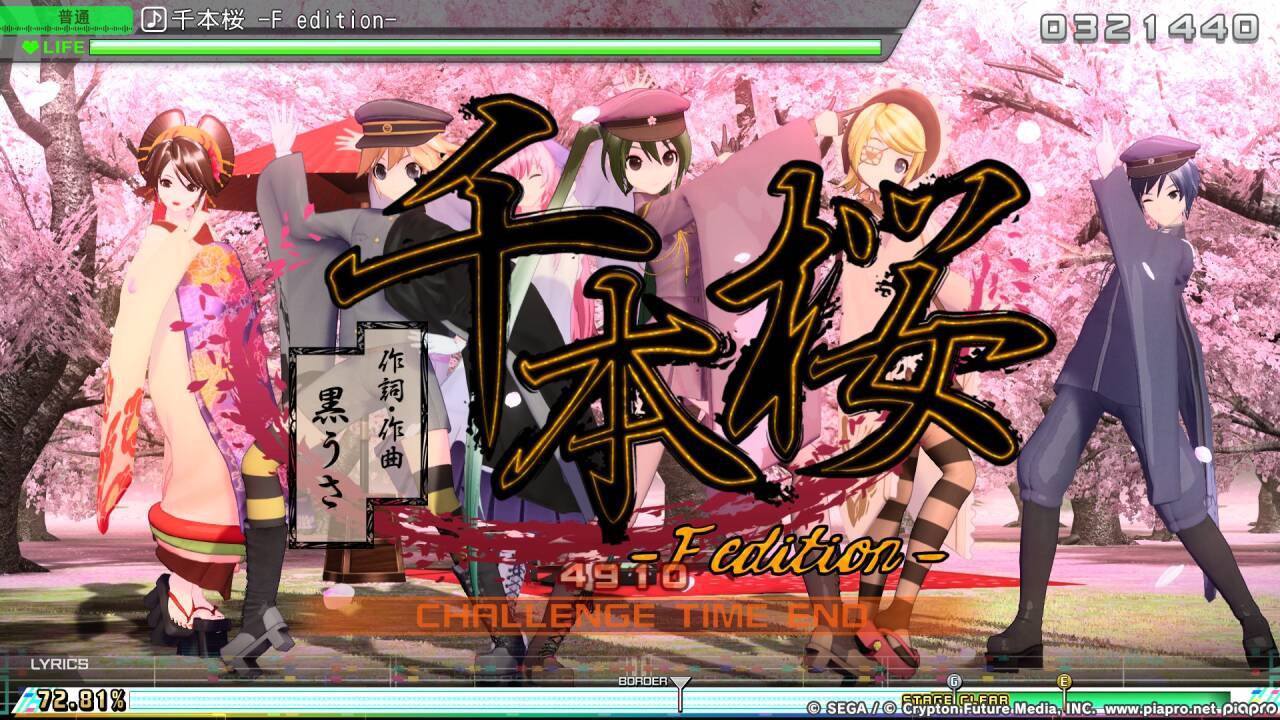 普通
千本桜 -F edition-
0321440
LIFE
千本桜
作詞・作曲
黒うさ
- F edition -
4910
CHALLENGE TIME END
LYRICS
BORDER
G
E
72.81%
STAGE CLEAR
© SEGA / © Crypton Future Media, INC. www.piapro.net piapro